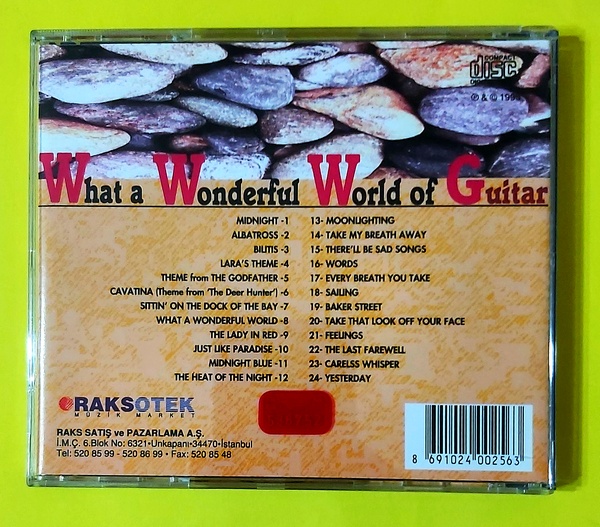 COMPACT
disc
℗ & © 199
What a Wonderful World of Guitar
MIDNIGHT -1
ALBATROSS -2
BILITIS -3
LARA'S THEME -4
THEME from THE GODFATHER -5
CAVATINA (Theme from 'The Deer Hunter') -6
SITTIN' ON THE DOCK OF THE BAY -7
WHAT A WONDERFUL WORLD -8
THE LADY IN RED -9
JUST LIKE PARADISE -10
MIDNIGHT BLUE -11
THE HEAT OF THE NIGHT -12
13- MOONLIGHTING
14- TAKE MY BREATH AWAY
15- THERE'LL BE SAD SONGS
16- WORDS
17- EVERY BREATH YOU TAKE
18- SAILING
19- BAKER STREET
20- TAKE THAT LOOK OFF YOUR FACE
21- FEELINGS
22- THE LAST FAREWELL
23- CARELSS WHISPER
24- YESTERDAY
RAKSOTEK
MÜZİK MARKET
RAKS SATIŞ ve PAZARLAMA A.Ş.
İ.M.Ç. 6.Blok No: 6321•Unkapanı•34470•İstanbul
Tel: 520 85 99 - 520 86 99 • Fax: 520 85 48
8 691024 002563